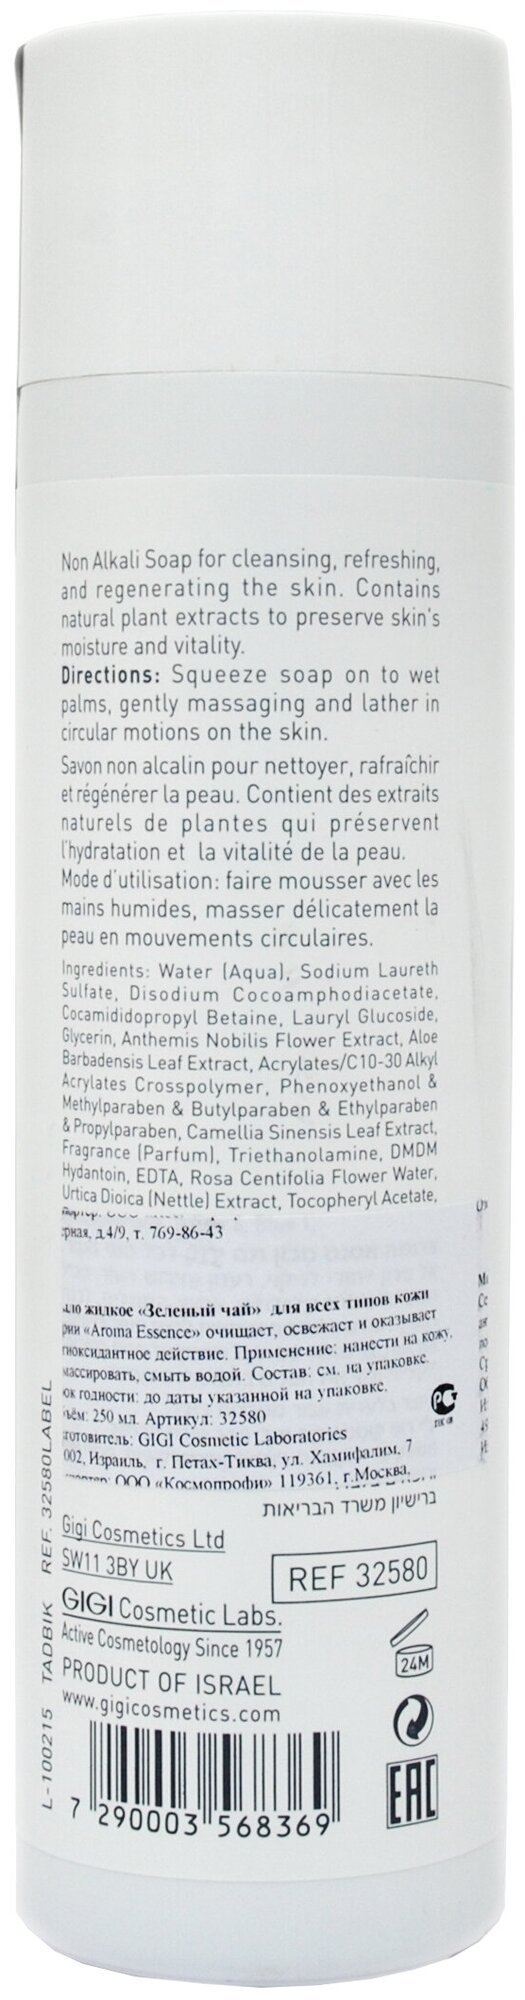 Non Alkali Soap for cleansing, refreshing,
and regenerating the skin. Contains
natural plant extracts to preserve skin's
moisture and vitality.
Directions: Squeeze soap on to wet
palms, gently massaging and lather in
circular motions on the skin.
Savon non alcalin pour nettoyer, rafraîchir
et régénérer la peau. Contient des extraits
naturels de plantes qui préservent
l'hydratation et la vitalité de la peau.
Mode d'utilisation: faire mousser avec les
mains humides, masser délicatement la
peau en mouvements circulaires.
Ingredients: Water (Aqua), Sodium Laureth
Sulfate, Disodium Cocoamphodiacetate,
Cocamididopropyl Betaine, Lauryl Glucoside,
Glycerin, Anthemis Nobilis Flower Extract, Aloe
Barbadensis Leaf Extract, Acrylates/C10-30 Alkyl
Acrylates Crosspolymer, Phenoxyethanol &
Methylparaben & Butylparaben & Ethylparaben
& Propylparaben, Camellia Sinensis Leaf Extract,
Fragrance (Parfum), Triethanolamine, DMDM
Hydantoin, EDTA, Rosa Centifolia Flower Water,
Urtica Dioica (Nettle) Extract, Tocopheryl Acetate,
рная, д.4/9, т. 769-86-43
ло жидкое «Зеленый чай» для всех типов кожи
рии «Aroma Essence» очищает, освежает и оказывает
тиоксидантное действие. Применение: нанести на кожу,
массировать, смыть водой. Состав: см. на упаковке.
ок годности: до даты указанной на упаковке.
ъём: 250 мл. Артикул: 32580
готовитель: GIGI Cosmetic Laboratories
002, Израиль, г. Петах-Тиква, ул. Хамифалим, 7
ортер: ООО «Космопрофи» 119361, г.Москва,
ברישיון משרד הבריאות
Gigi Cosmetics Ltd
SW11 3BY UK
REF 32580
GIGI Cosmetic Labs.
Active Cosmetology Since 1957
PRODUCT OF ISRAEL
www.gigicosmetics.com
24M
EAC
7 290003 568369
L-100215 TADBIK REF. 32580LABEL